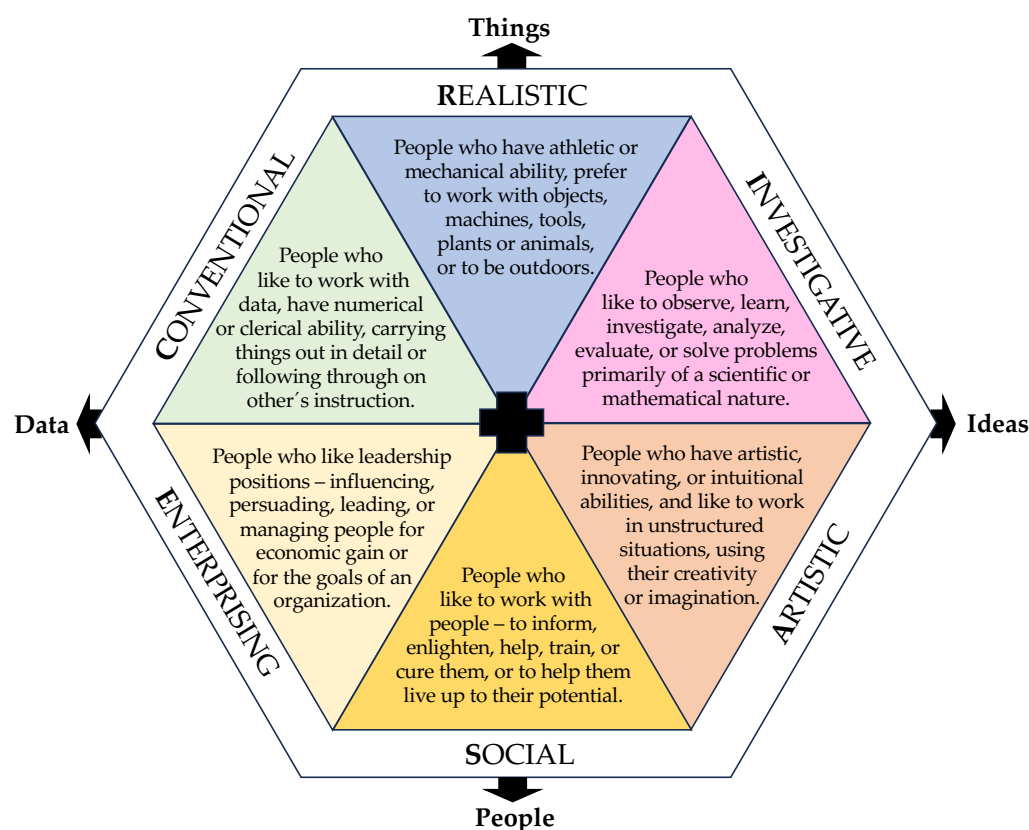 Things
REALISTIC
People who have athletic or
mechanical ability, prefer
to work with objects,
machines, tools,
plants or animals,
or to be outdoors.
CONVENTIONAL
People who
like to work with
data, have numerical
or clerical ability, carrying
things out in detail or
following through on
other´s instruction.
INVESTIGATIVE
People who
like to observe, learn,
investigate, analyze,
evaluate, or solve problems
primarily of a scientific or
mathematical nature.
Data
Ideas
ENTERPRISING
People who like leadership
positions – influencing,
persuading, leading, or
managing people for
economic gain or
for the goals of an
organization.
People who have artistic,
innovating, or intuitional
abilities, and like to work
in unstructured
situations, using
their creativity
or imagination.
ARTISTIC
People who
like to work with
people – to inform,
enlighten, help, train, or
cure them, or to help them
live up to their potential.
SOCIAL
People